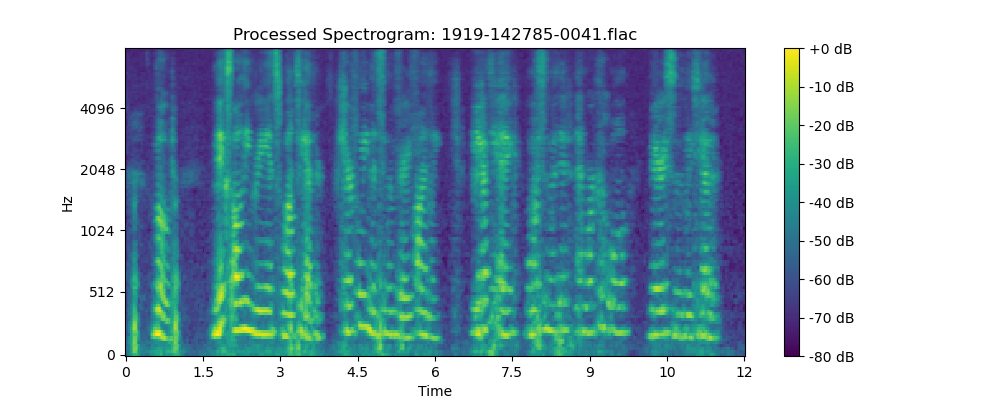 Processed Spectrogram: 1919-142785-0041.flac
Hz
4096
2048
1024
512
0
0 1.5 3 4.5 6 7.5 9 10 12
Time
+0 dB
-10 dB
-20 dB
-30 dB
-40 dB
-50 dB
-60 dB
-70 dB
-80 dB